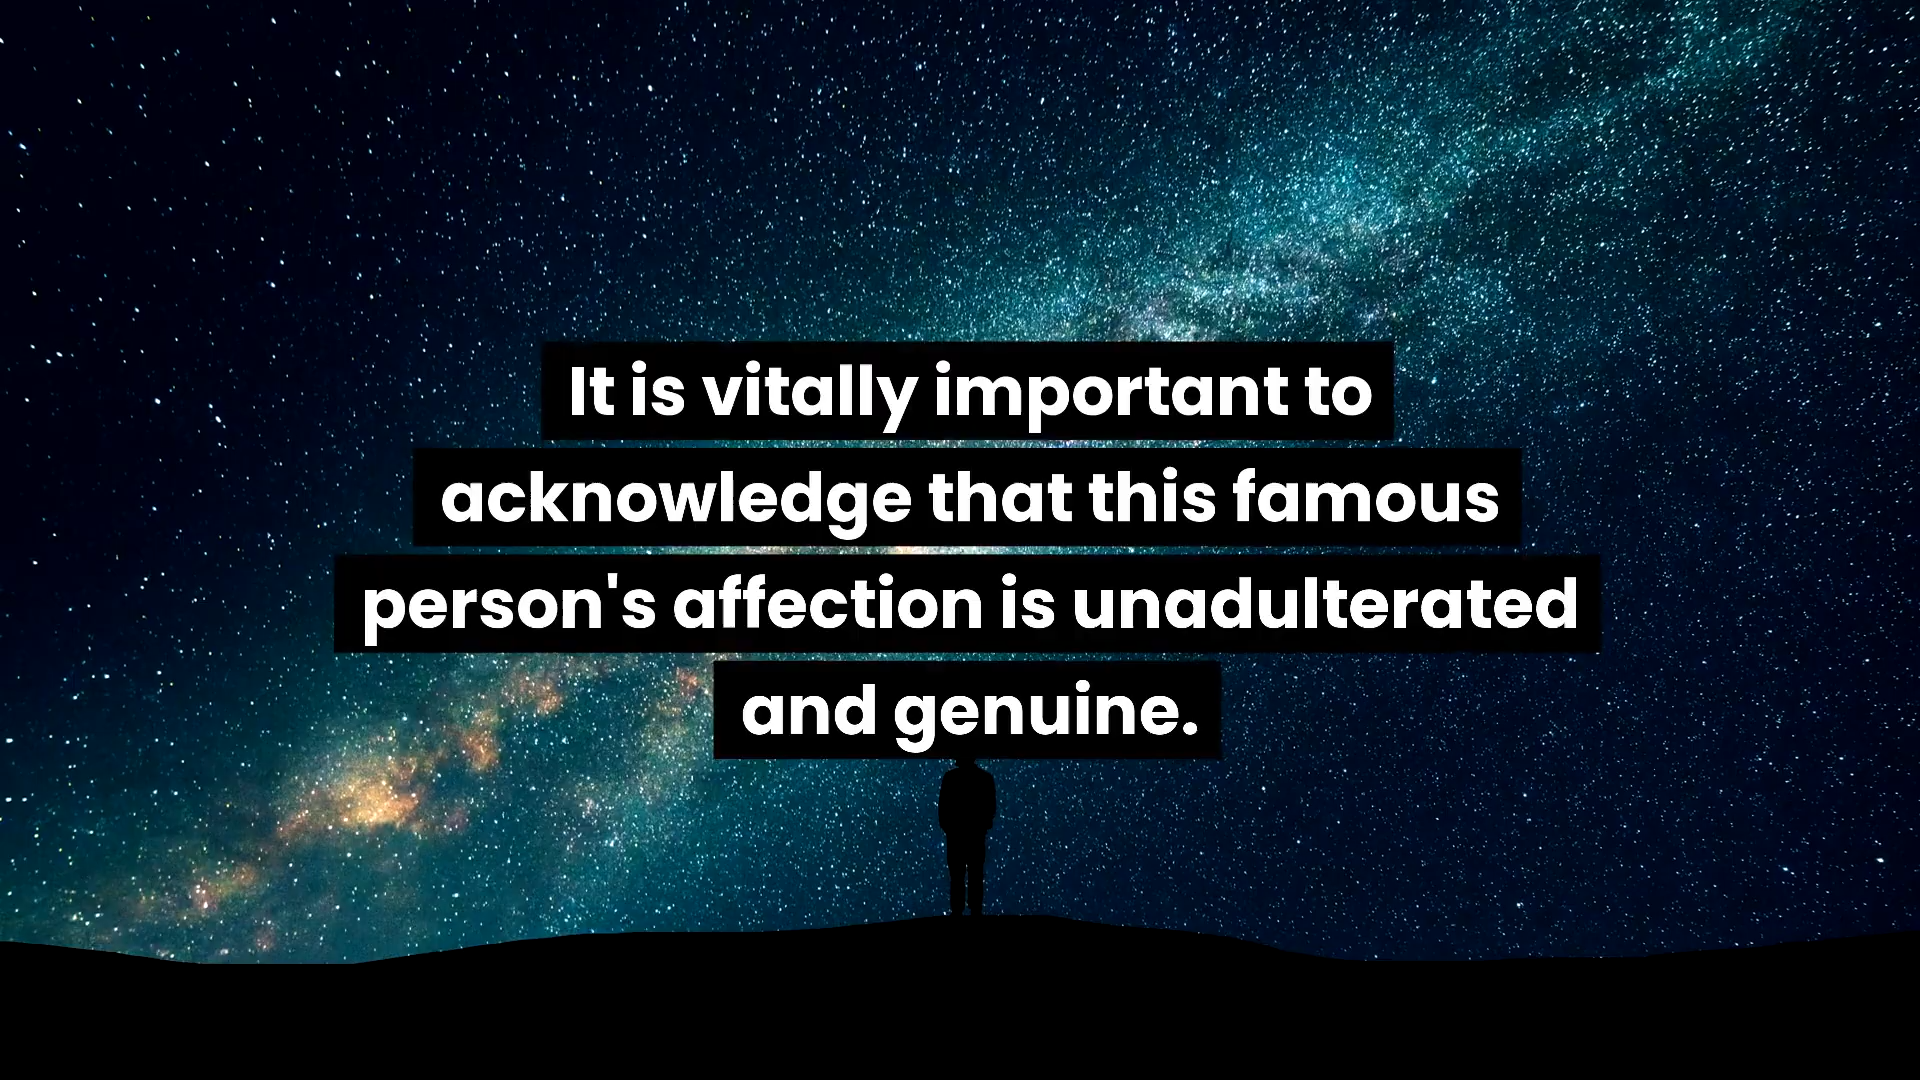 It is vitally important to
acknowledge that this famous
person's affection is unadulterated
and genuine.